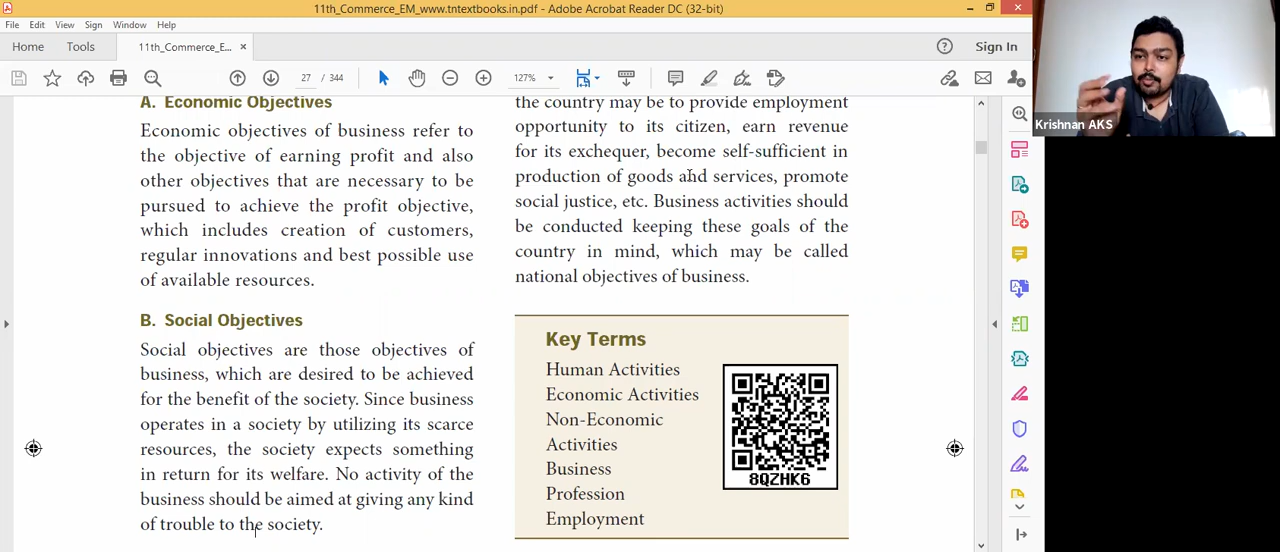 11th_Commerce_EM_www.tntextbooks.in.pdf - Adobe Acrobat Reader DC (32-bit)
File Edit View Sign Window Help
Home Tools 11th_Commerce_E... × Sign In
27 / 344 127%
A. Economic Objectives
Economic objectives of business refer to
the objective of earning profit and also
other objectives that are necessary to be
pursued to achieve the profit objective,
which includes creation of customers,
regular innovations and best possible use
of available resources.
B. Social Objectives
Social objectives are those objectives of
business, which are desired to be achieved
for the benefit of the society. Since business
operates in a society by utilizing its scarce
resources, the society expects something
in return for its welfare. No activity of the
business should be aimed at giving any kind
of trouble to the society.
the country may be to provide employment
opportunity to its citizen, earn revenue
for its exchequer, become self-sufficient in
production of goods and services, promote
social justice, etc. Business activities should
be conducted keeping these goals of the
country in mind, which may be called
national objectives of business.
Key Terms
Human Activities
Economic Activities
Non-Economic
Activities
Business
Profession
Employment
8QZHK6
Krishnan AKS